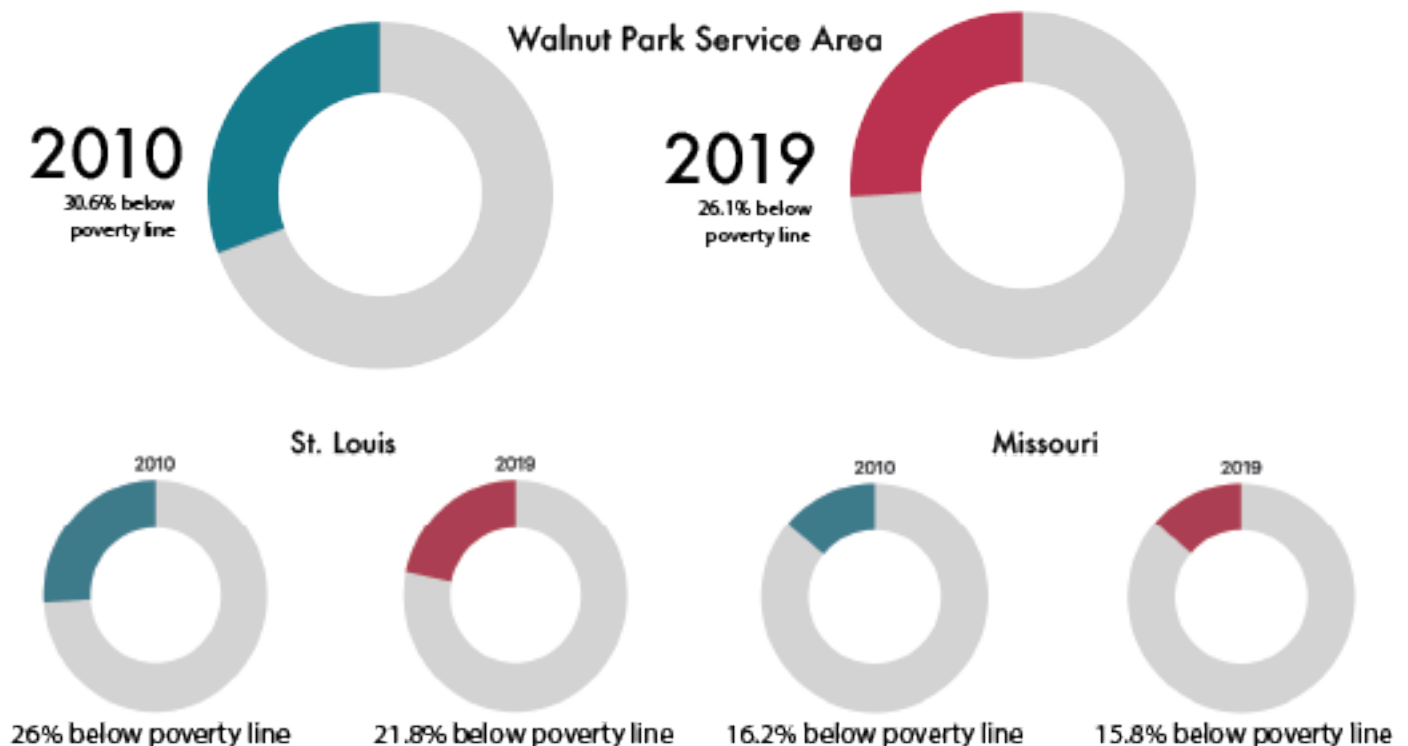 Walnut Park Service Area
2010
30.6% below
poverty line
2019
26.1% below
poverty line
St. Louis
2010
26% below poverty line
2019
21.8% below poverty line
Missouri
2010
16.2% below poverty line
2019
15.8% below poverty line